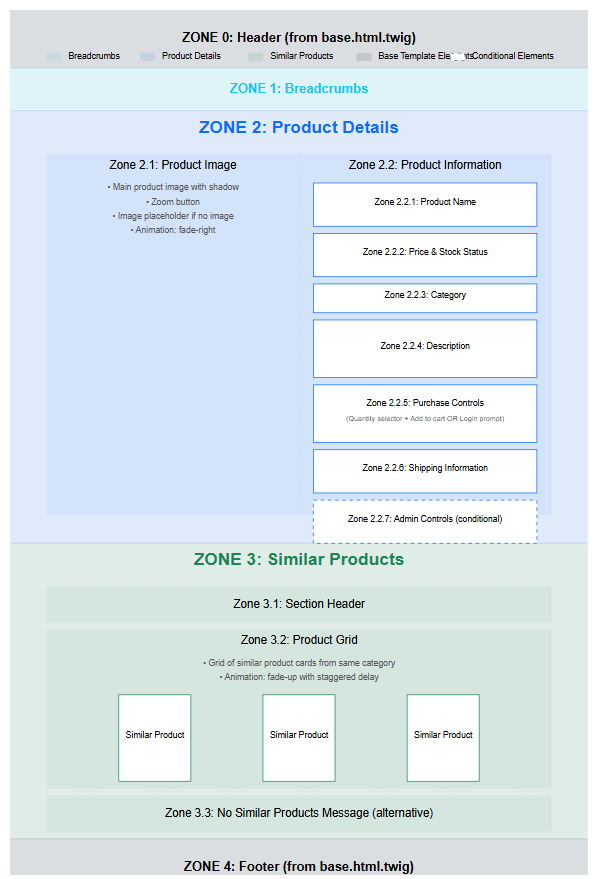 ZONE 0: Header (from base.html.twig)
Breadcrumbs Product Details Similar Products Base Template Elements Conditional Elements
ZONE 1: Breadcrumbs
ZONE 2: Product Details
Zone 2.1: Product Image
• Main product image with shadow
• Zoom button
• Image placeholder if no image
• Animation: fade-right
Zone 2.2: Product Information
Zone 2.2.1: Product Name
Zone 2.2.2: Price & Stock Status
Zone 2.2.3: Category
Zone 2.2.4: Description
Zone 2.2.5: Purchase Controls
(Quantity selector + Add to cart OR Login prompt)
Zone 2.2.6: Shipping Information
Zone 2.2.7: Admin Controls (conditional)
ZONE 3: Similar Products
Zone 3.1: Section Header
Zone 3.2: Product Grid
• Grid of similar product cards from same category
• Animation: fade-up with staggered delay
Similar Product Similar Product Similar Product
Zone 3.3: No Similar Products Message (alternative)
ZONE 4: Footer (from base.html.twig)